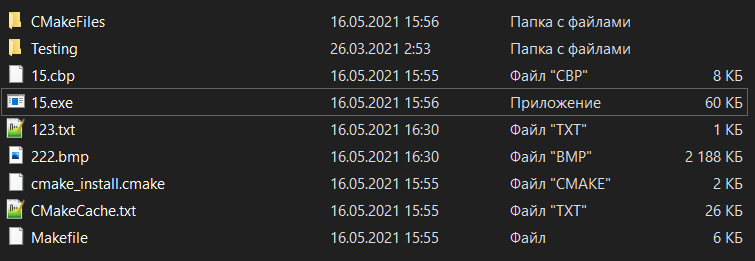 CMakeFiles 16.05.2021 15:56 Папка с файлами
Testing 26.03.2021 2:53 Папка с файлами
15.cbp 16.05.2021 15:55 Файл "CBP" 8 КБ
15.exe 16.05.2021 15:56 Приложение 60 КБ
123.txt 16.05.2021 16:30 Файл "TXT" 1 КБ
222.bmp 16.05.2021 16:30 Файл "BMP" 2 188 КБ
cmake_install.cmake 16.05.2021 15:55 Файл "CMAKE" 2 КБ
CMakeCache.txt 16.05.2021 15:55 Файл "TXT" 26 КБ
Makefile 16.05.2021 15:55 Файл 6 КБ